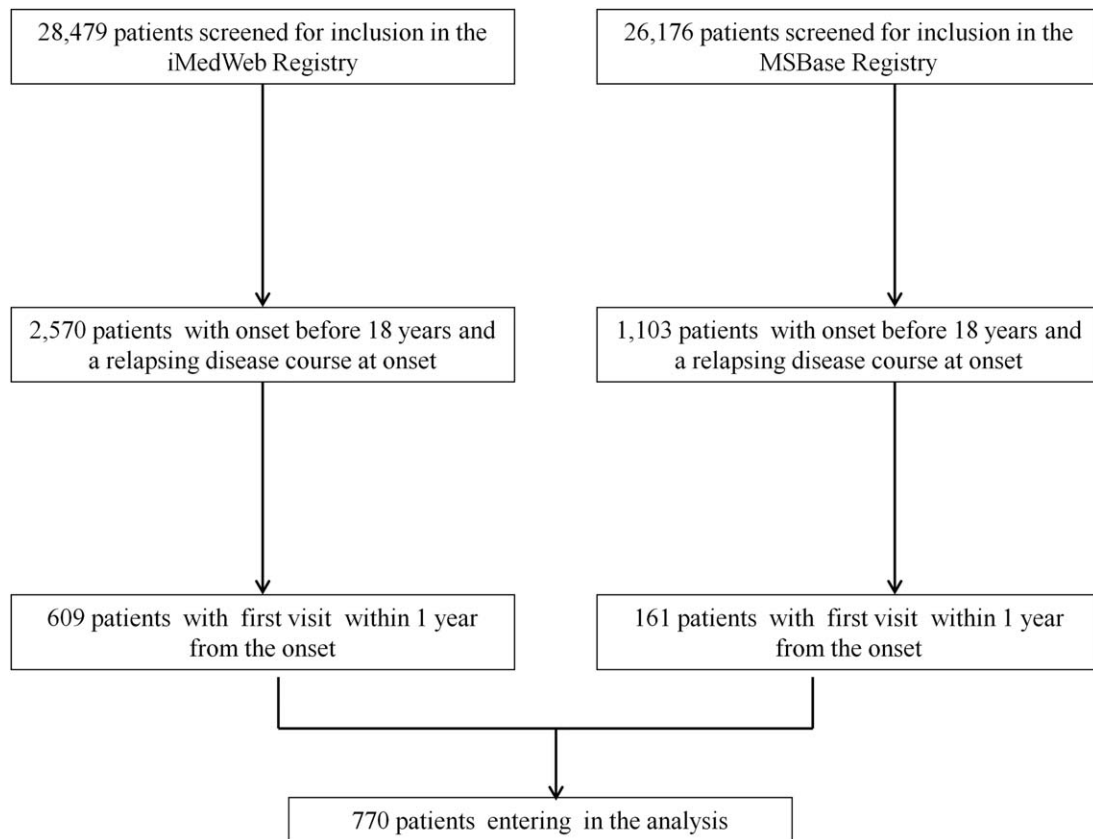 28,479 patients screened for inclusion in the
iMedWeb Registry
26,176 patients screened for inclusion in the
MSBase Registry
2,570 patients with onset before 18 years and
a relapsing disease course at onset
1,103 patients with onset before 18 years and
a relapsing disease course at onset
609 patients with first visit within 1 year
from the onset
161 patients with first visit within 1 year
from the onset
770 patients entering in the analysis